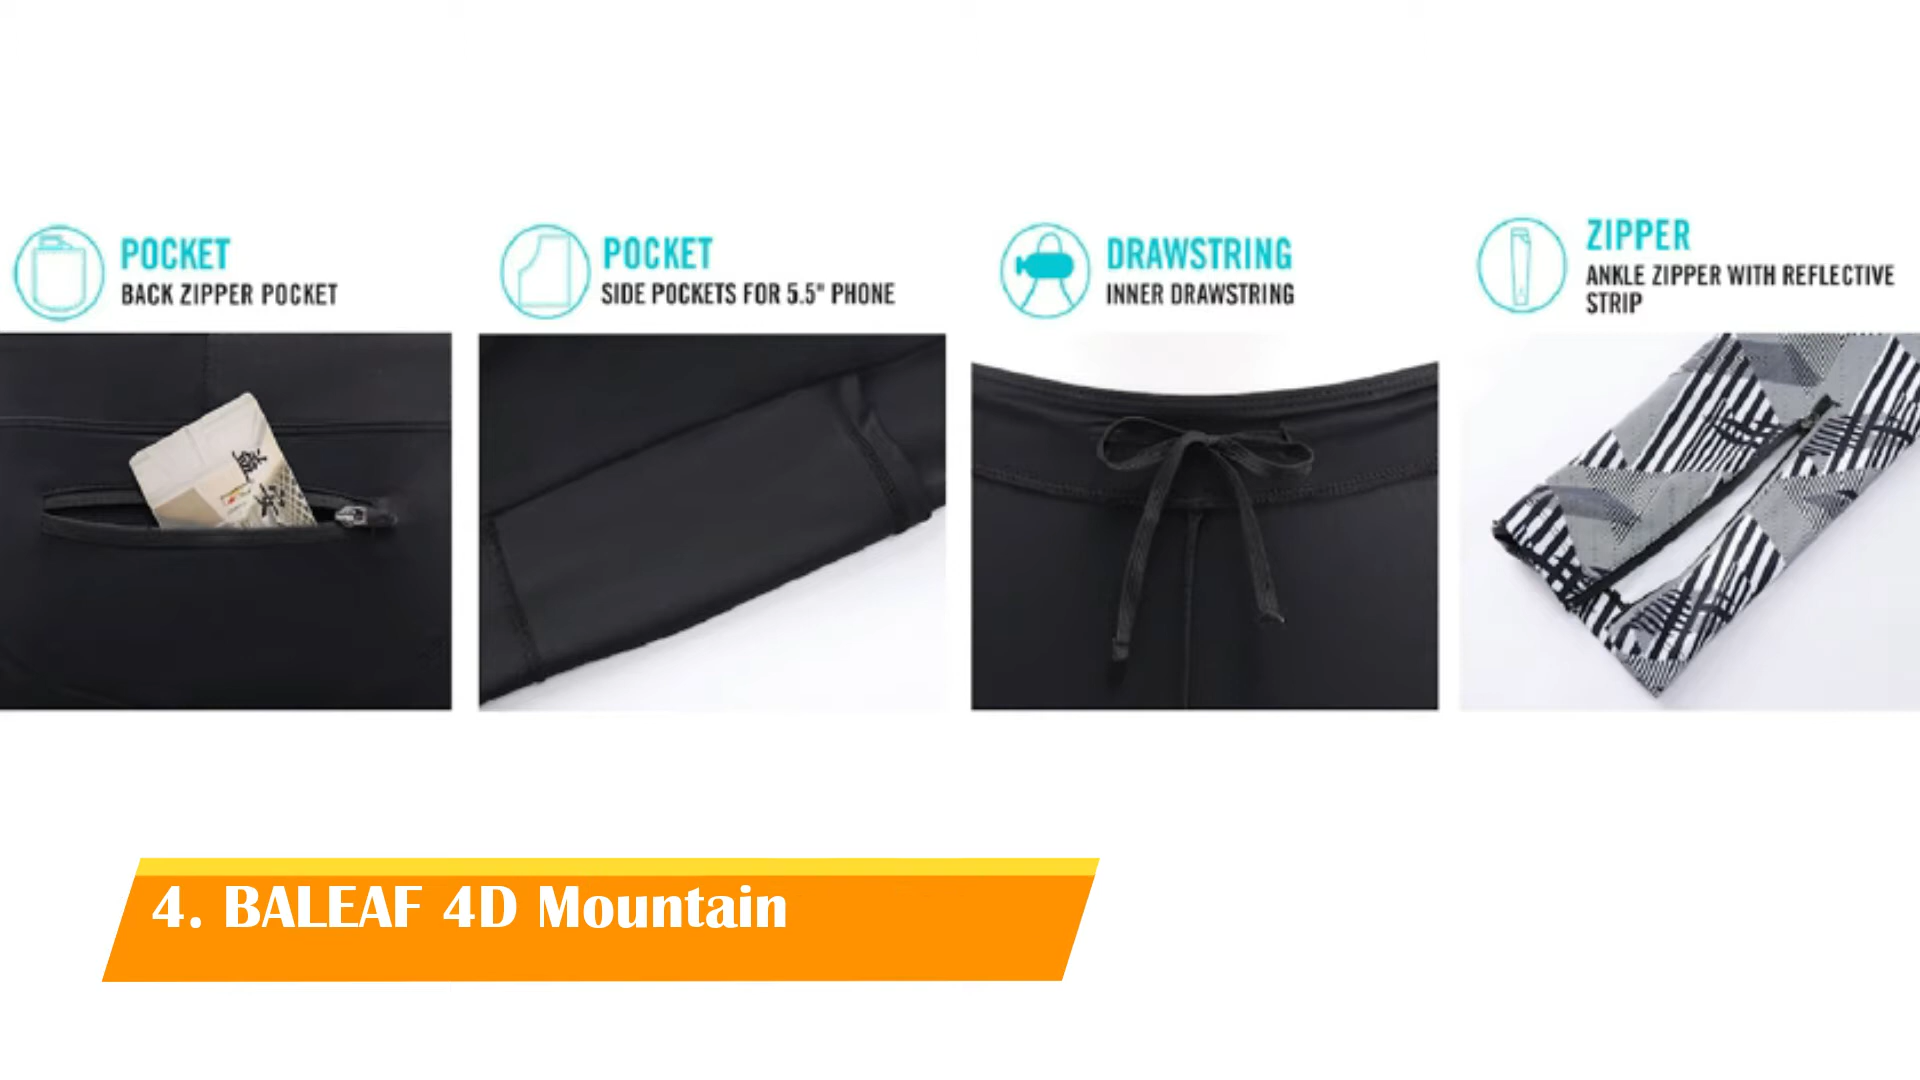 POCKET
BACK ZIPPER POCKET
POCKET
SIDE POCKETS FOR 5.5" PHONE
DRAWSTRING
INNER DRAWSTRING
ZIPPER
ANKLE ZIPPER WITH REFLECTIVE
STRIP
4. BALEAF 4D Mountain